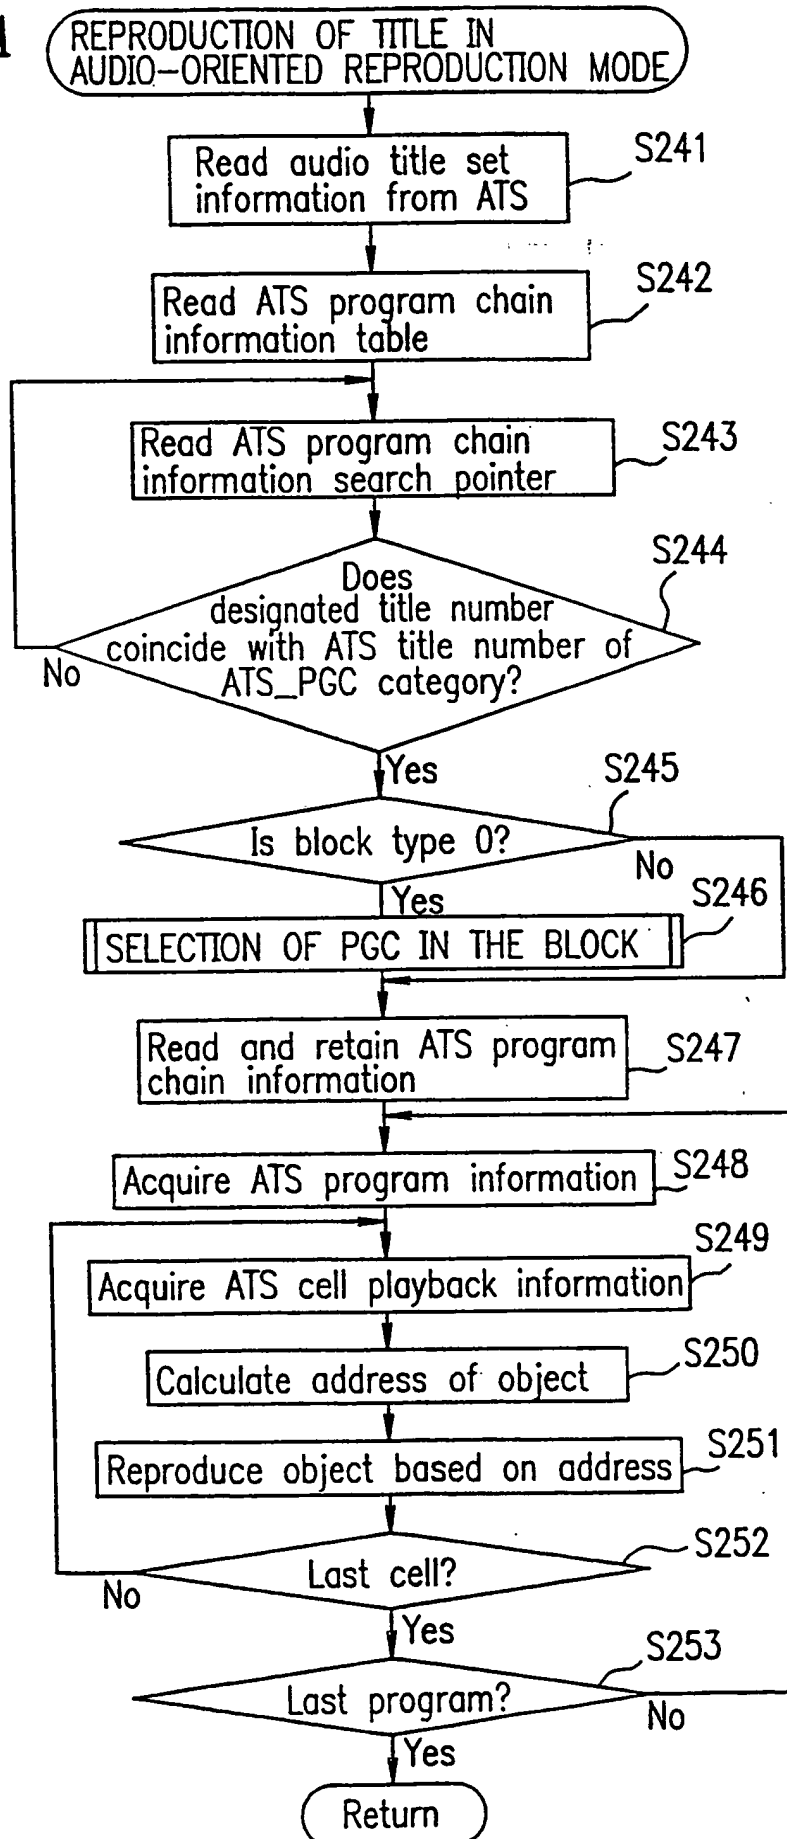 REPRODUCTION OF TITLE IN
AUDIO-ORIENTED REPRODUCTION MODE
Read audio title set
information from ATS
S241
Read ATS program chain
information table
S242
Read ATS program chain
information search pointer
S243
Does
designated title number
coincide with ATS title number of
ATS_PGC category?
S244
No
Yes
Is block type 0?
S245
No
Yes
SELECTION OF PGC IN THE BLOCK
S246
Read and retain ATS program
chain information
S247
Acquire ATS program information
S248
Acquire ATS cell playback information
S249
Calculate address of object
S250
Reproduce object based on address
S251
Last cell?
S252
No
Yes
Last program?
S253
No
Yes
Return